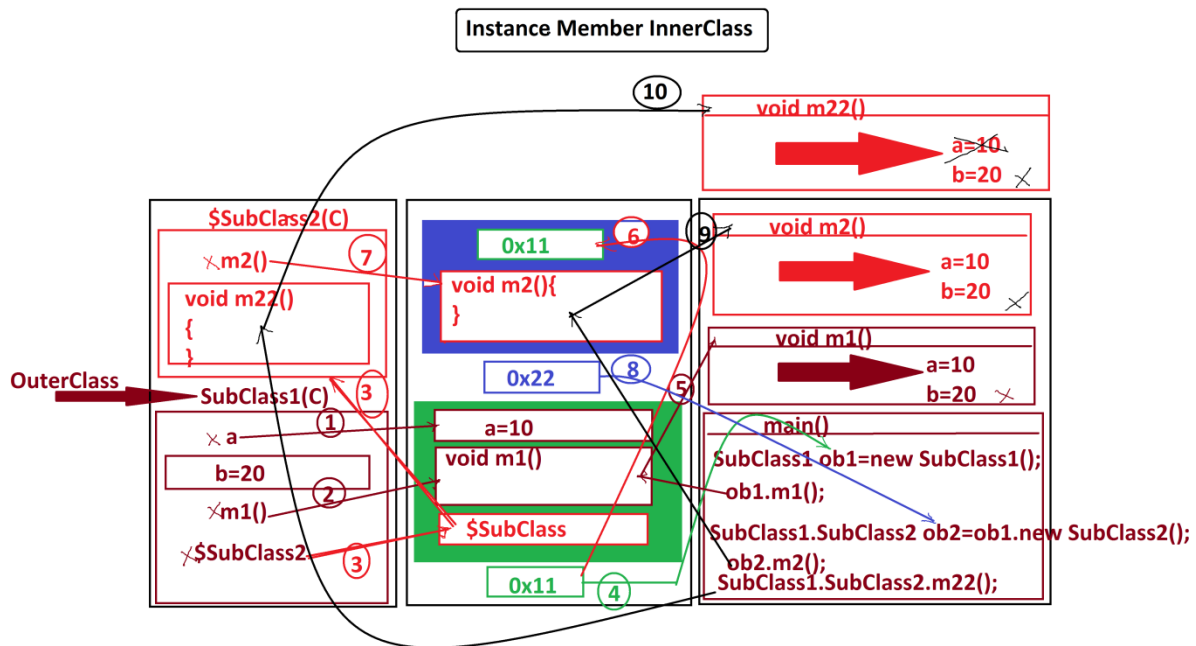 Instance Member InnerClass
10
void m22()
a=10
b=20
$SubClass2(C)
m2()
7
void m22()
{
}
OuterClass
SubClass1(C)
3
a
1
b=20
2
m1()
$SubClass2
3
0x11
6
void m2(){
}
0x22
8
5
a=10
void m1()
$SubClass
0x11
4
9
void m2()
a=10
b=20
void m1()
a=10
b=20
main()
SubClass1 ob1=new SubClass1();
ob1.m1();
SubClass1.SubClass2 ob2=ob1.new SubClass2();
ob2.m2();
SubClass1.SubClass2.m22();